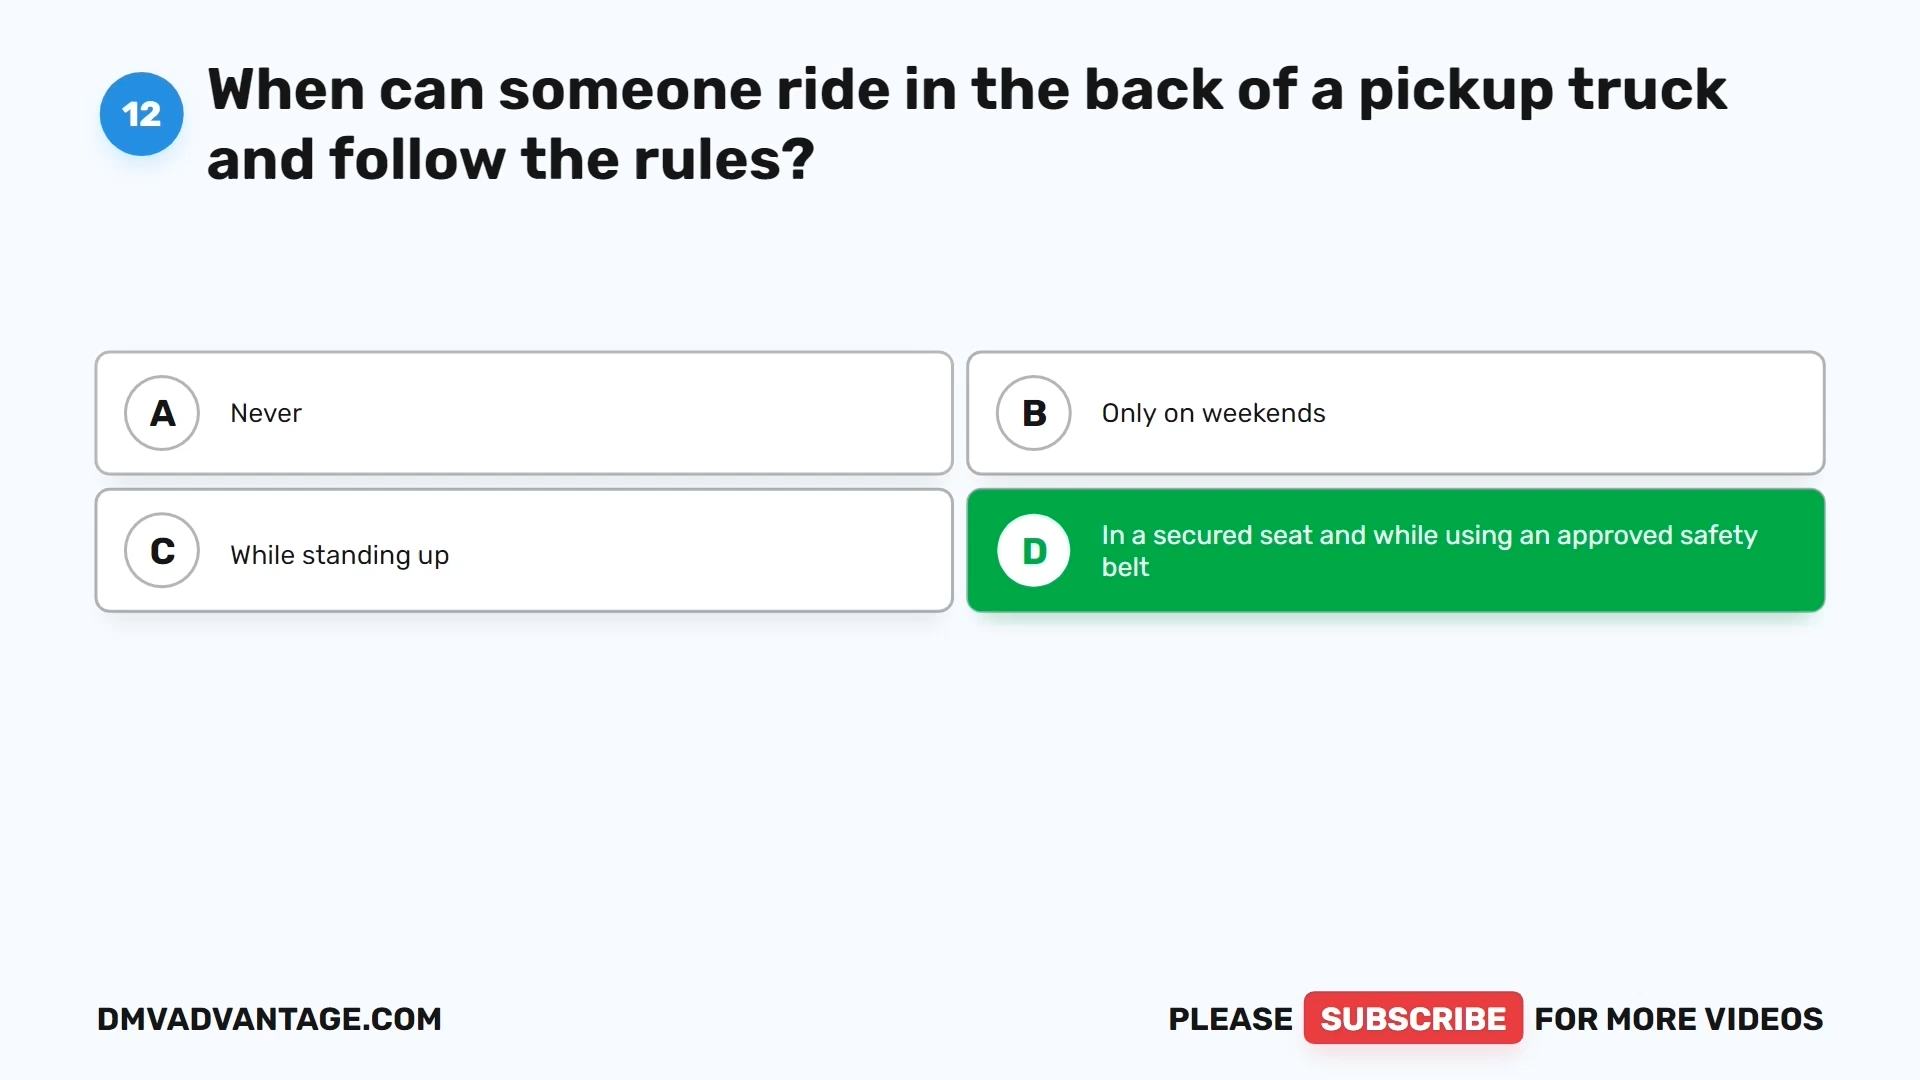 12
When can someone ride in the back of a pickup truck
and follow the rules?
A
Never
B
Only on weekends
C
While standing up
D
In a secured seat and while using an approved safety
belt
DMVADVANTAGE.COM
PLEASE SUBSCRIBE FOR MORE VIDEOS